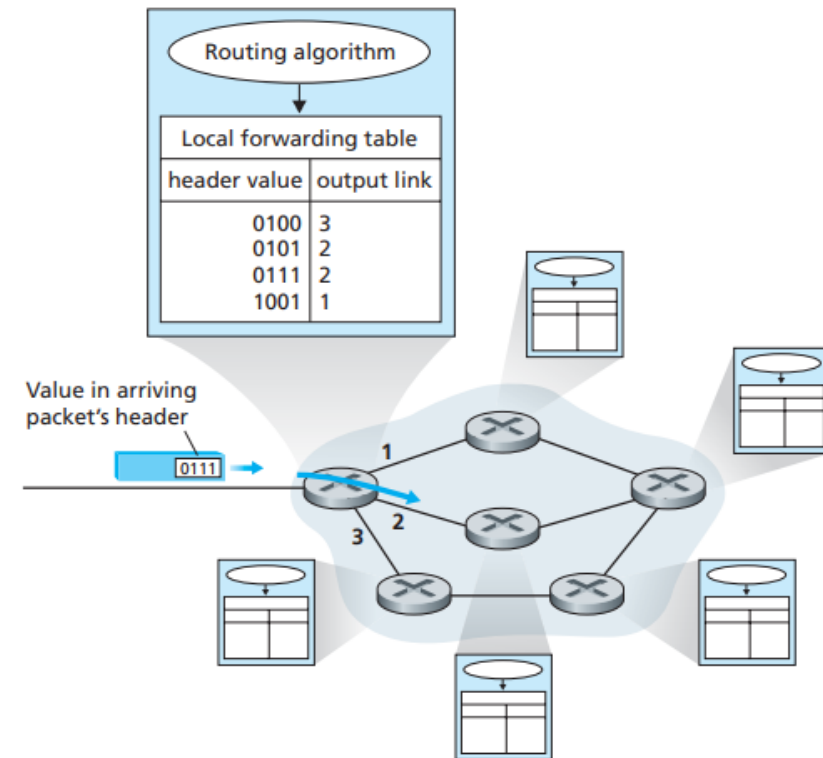 Routing algorithm
Local forwarding table
header value output link
0100 3
0101 2
0111 2
1001 1
Value in arriving
packet's header
0111
1
2
3